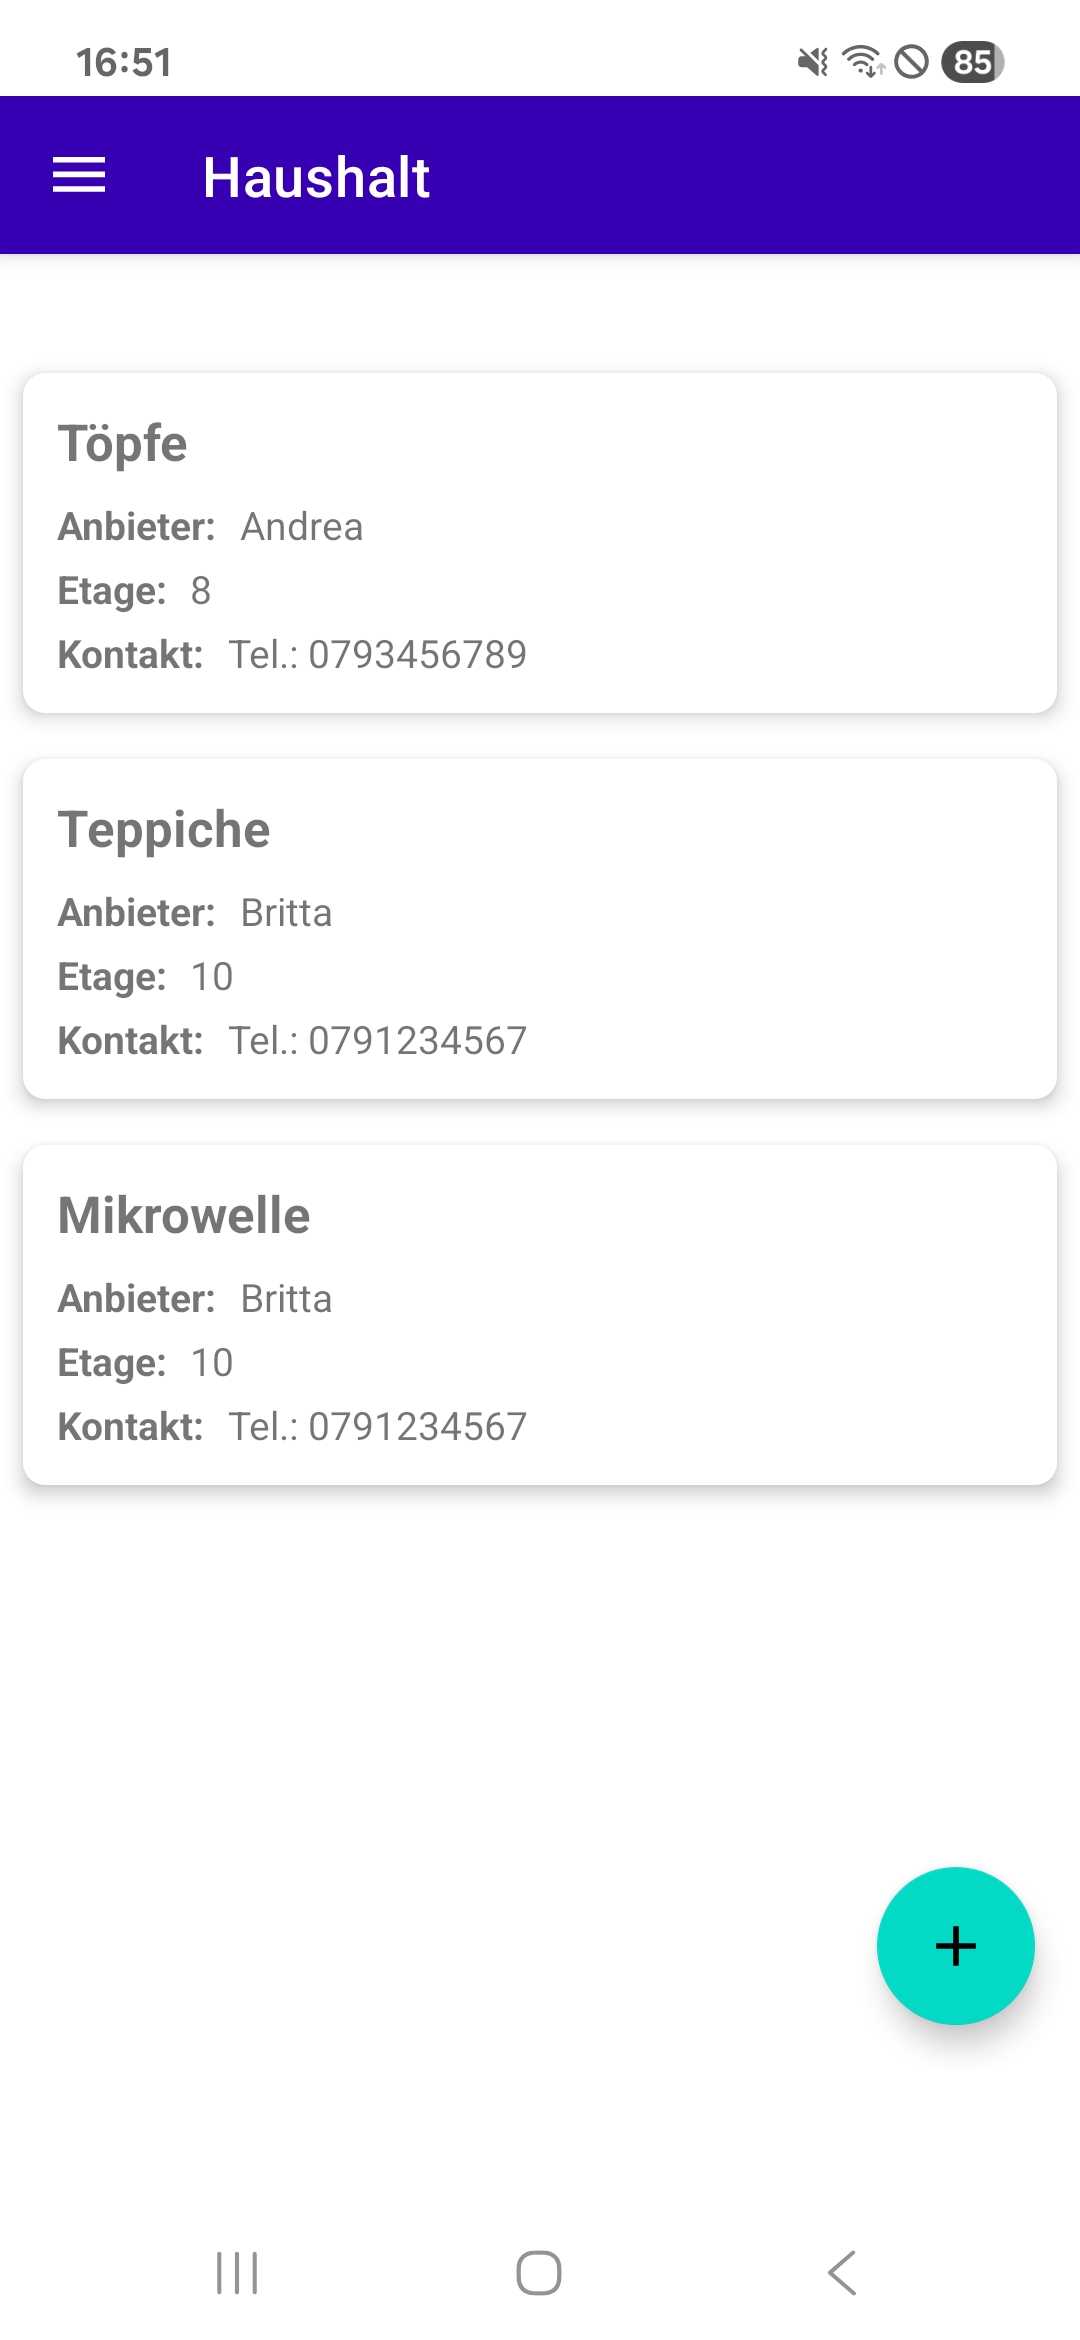 16:51
85
Haushalt
Töpfe
Anbieter: Andrea
Etage: 8
Kontakt: Tel.: 0793456789
Teppiche
Anbieter: Britta
Etage: 10
Kontakt: Tel.: 0791234567
Mikrowelle
Anbieter: Britta
Etage: 10
Kontakt: Tel.: 0791234567